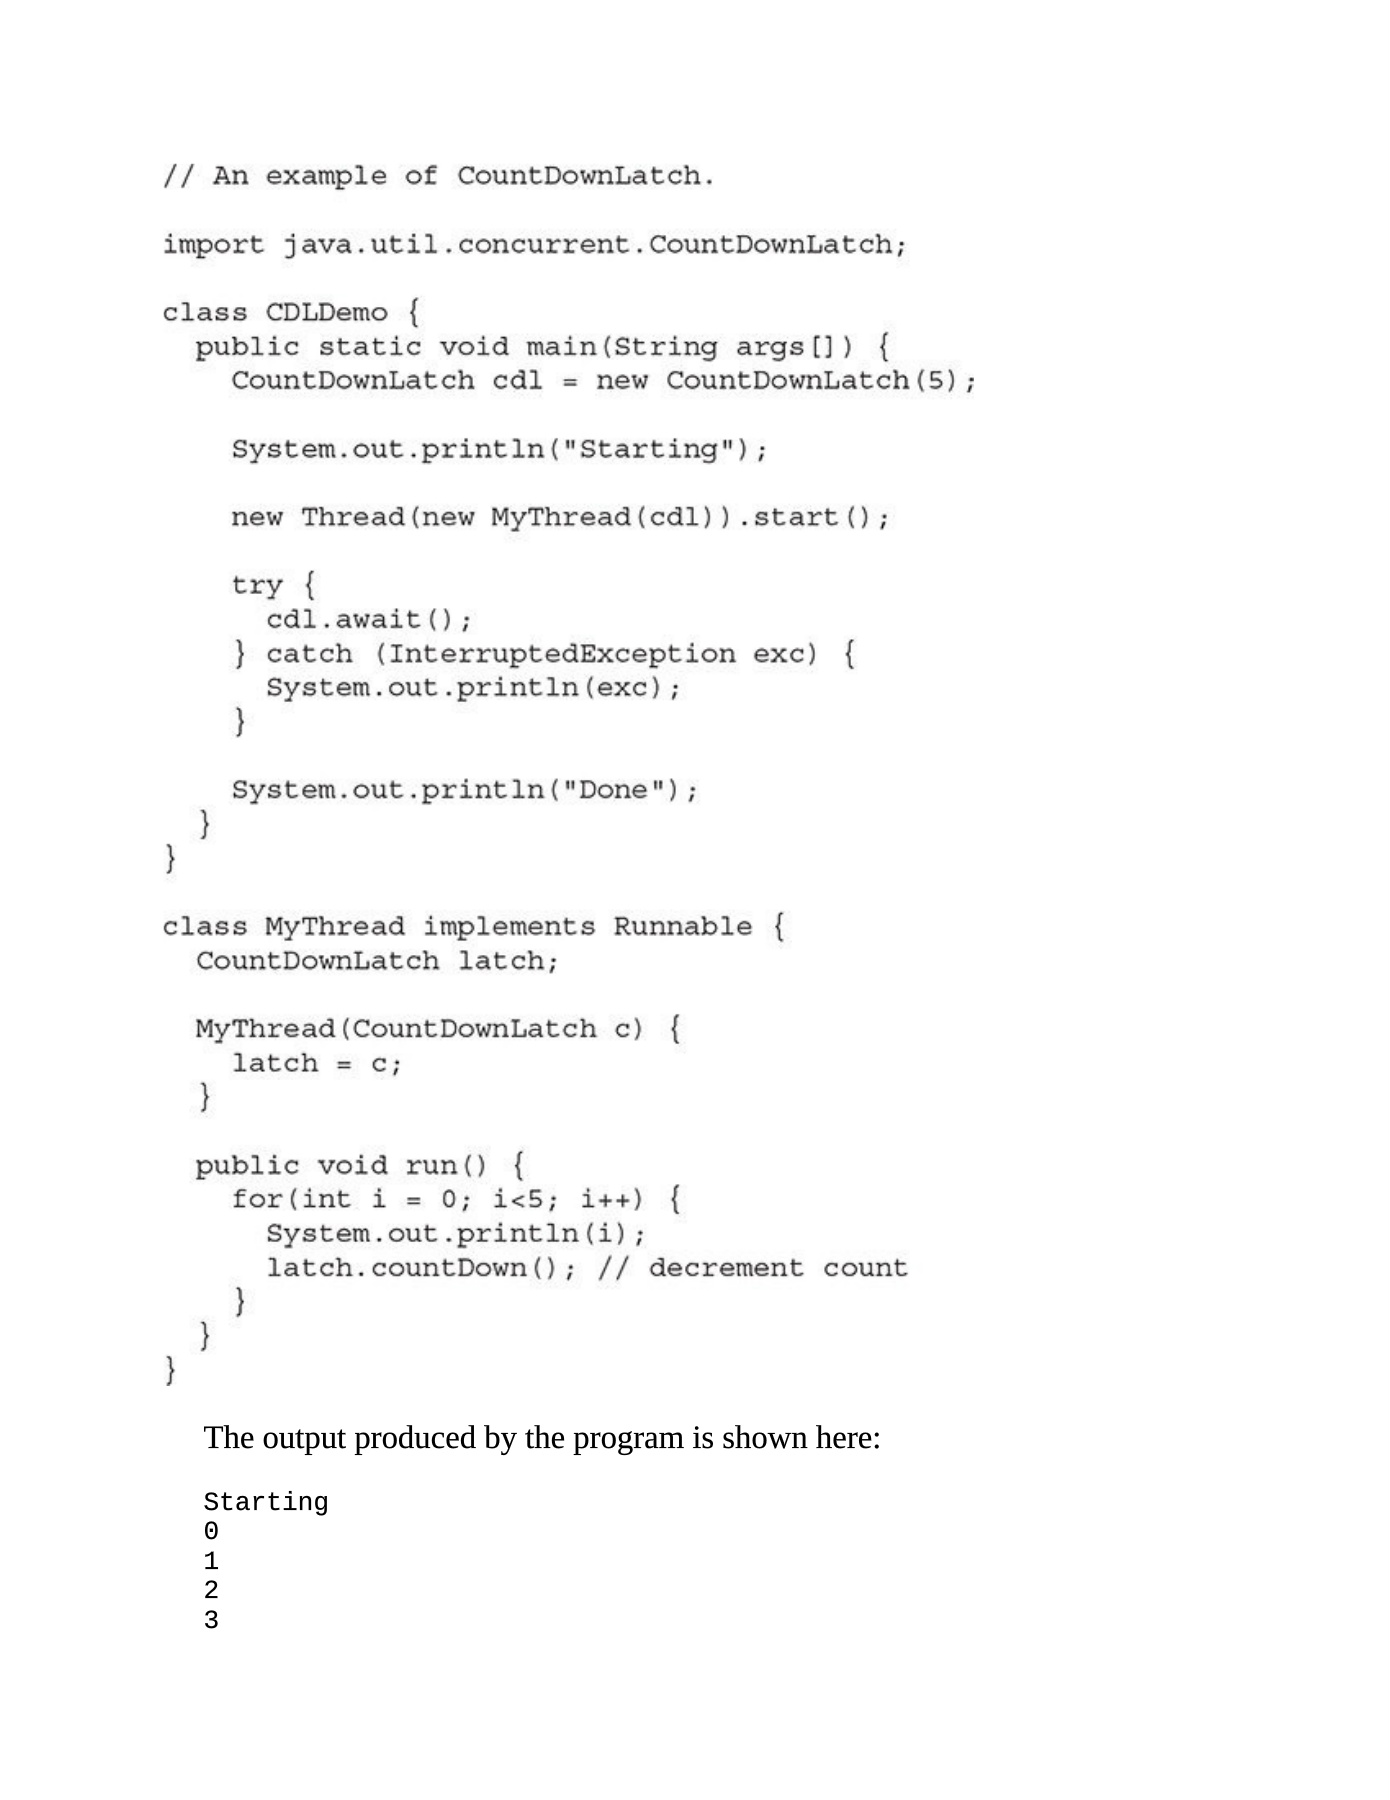 // An example of CountDownLatch.
import java.util.concurrent.CountDownLatch;
class CDLDemo {
  public static void main(String args[]) {
    CountDownLatch cdl = new CountDownLatch(5);
    System.out.println("Starting");
    new Thread(new MyThread(cdl)).start();
    try {
      cdl.await();
    } catch (InterruptedException exc) {
      System.out.println(exc);
    }
    System.out.println("Done");
  }
}
class MyThread implements Runnable {
  CountDownLatch latch;
  MyThread(CountDownLatch c) {
    latch = c;
  }
  public void run() {
    for(int i = 0; i<5; i++) {
      System.out.println(i);
      latch.countDown(); // decrement count
    }
  }
}
The output produced by the program is shown here:
Starting
0
1
2
3